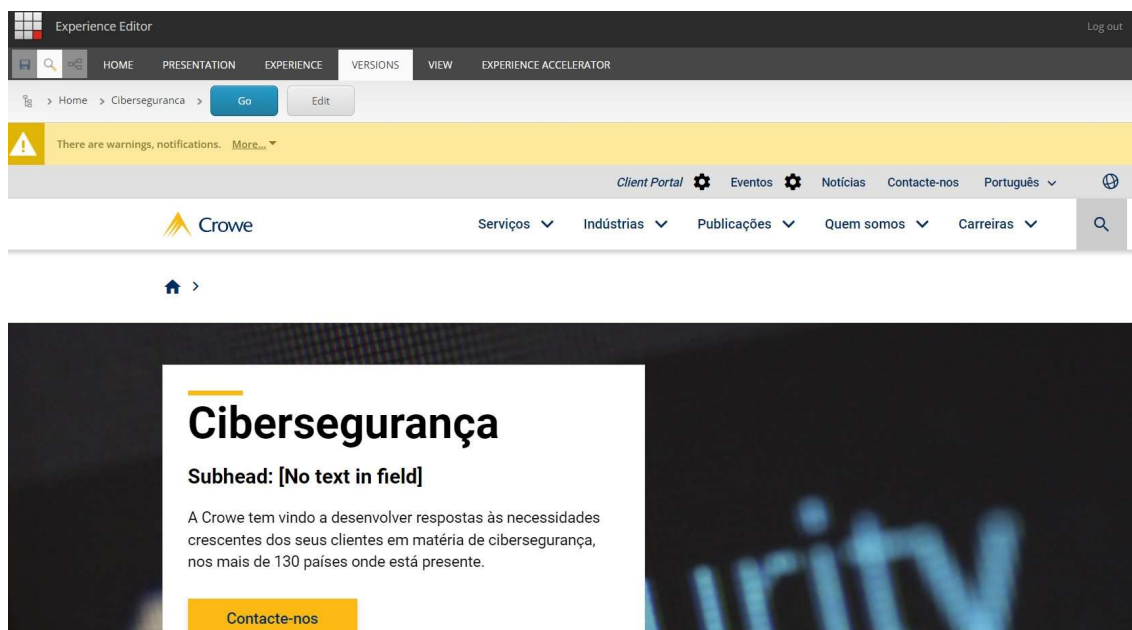 Experience Editor
Log out
HOME PRESENTATION EXPERIENCE VERSIONS VIEW EXPERIENCE ACCELERATOR
Home > Ciberseguranca > Go Edit
There are warnings, notifications. More...
Client Portal Eventos Notícias Contacte-nos Português
Crowe Serviços Indústrias Publicações Quem somos Carreiras
Cibersegurança
Subhead: [No text in field]
A Crowe tem vindo a desenvolver respostas às necessidades
crescentes dos seus clientes em matéria de cibersegurança,
nos mais de 130 países onde está presente.
Contacte-nos
urity